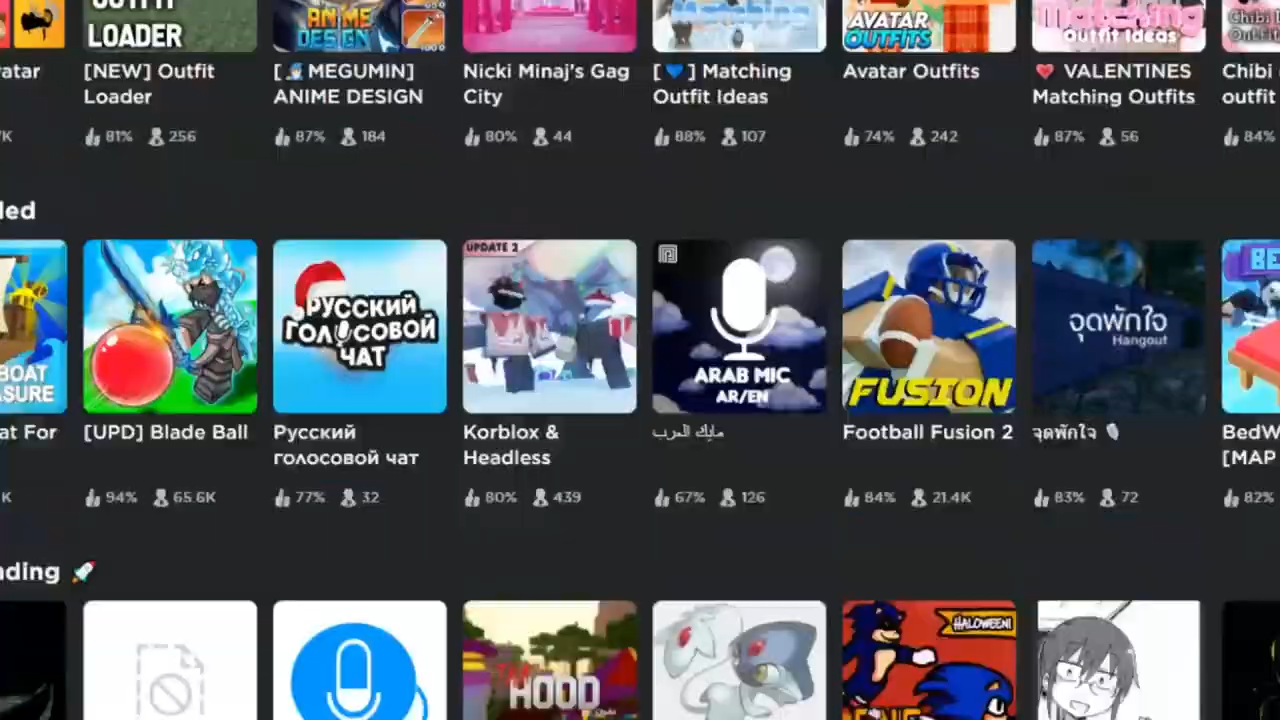 LOADER
ANIME
DESIGN
AVATAR
OUTFITS
Matching
Outfit Ideas
Chibi
atar
[NEW] Outfit
Loader
[ MEGUMIN]
ANIME DESIGN
Nicki Minaj's Gag
City
[💙] Matching
Outfit Ideas
Avatar Outfits
❤️ VALENTINES
Matching Outfits
Chibi
outfit
K
81% 256
87% 184
80% 44
88% 107
74% 242
87% 56
84%
ded
BOAT
ASURE
РУССКИЙ
ГОЛОСОВОЙ
ЧАТ
UPDATE 2
ARAB MIC
AR/EN
FUSION
จุดพักใจ
Hangout
BE
at For
[UPD] Blade Ball
Русский
голосовой чат
Korblox &
Headless
مايك العرب
Football Fusion 2
จุดพักใจ 🎙️
BedW
[MAP
K
94% 65.6K
77% 32
80% 439
67% 126
84% 21.4K
83% 72
82%
nding 🚀
HOOD
HALOWEEN!